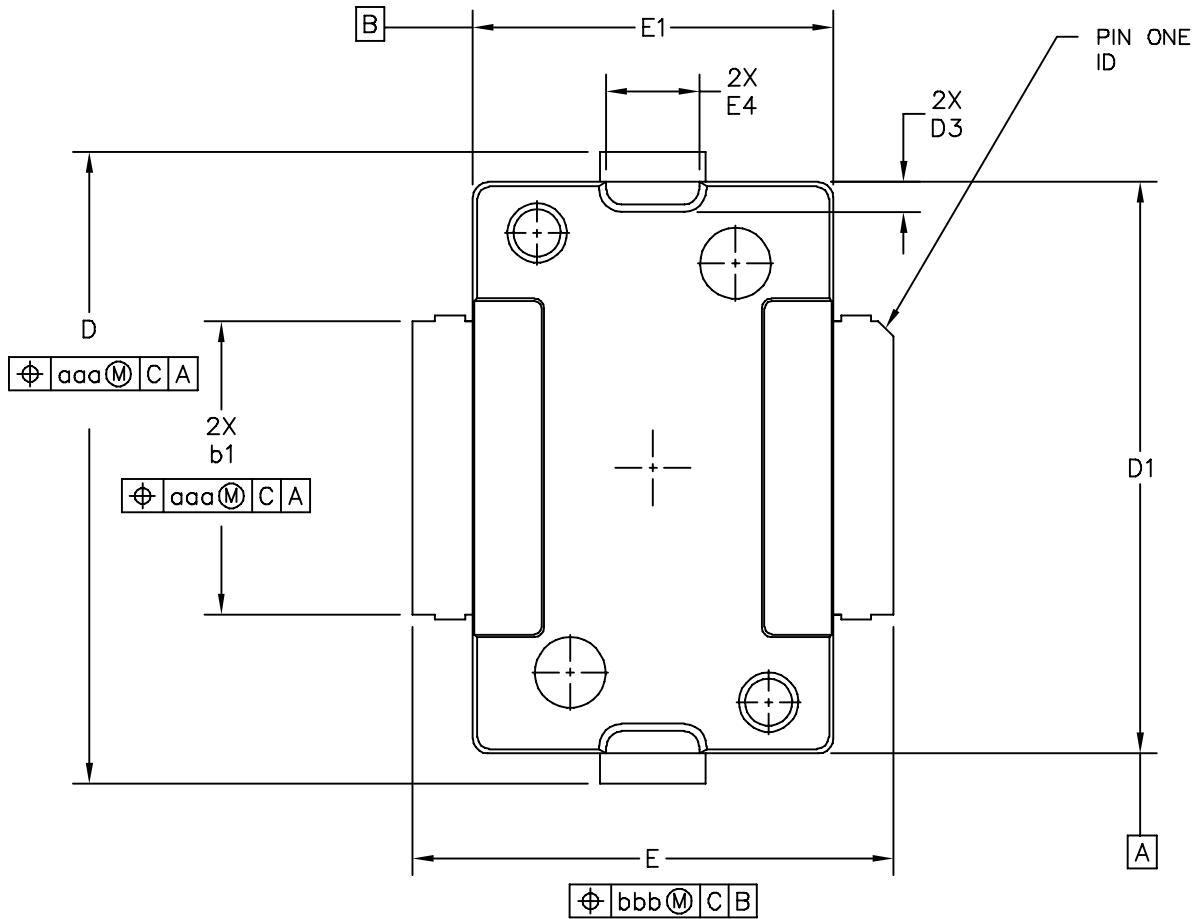 B
E1
PIN ONE
ID
2X
E4
2X
D3
D
⌖ aaa Ⓜ C A
2X
b1
⌖ aaa Ⓜ C A
D1
A
E
⌖ bbb Ⓜ C B